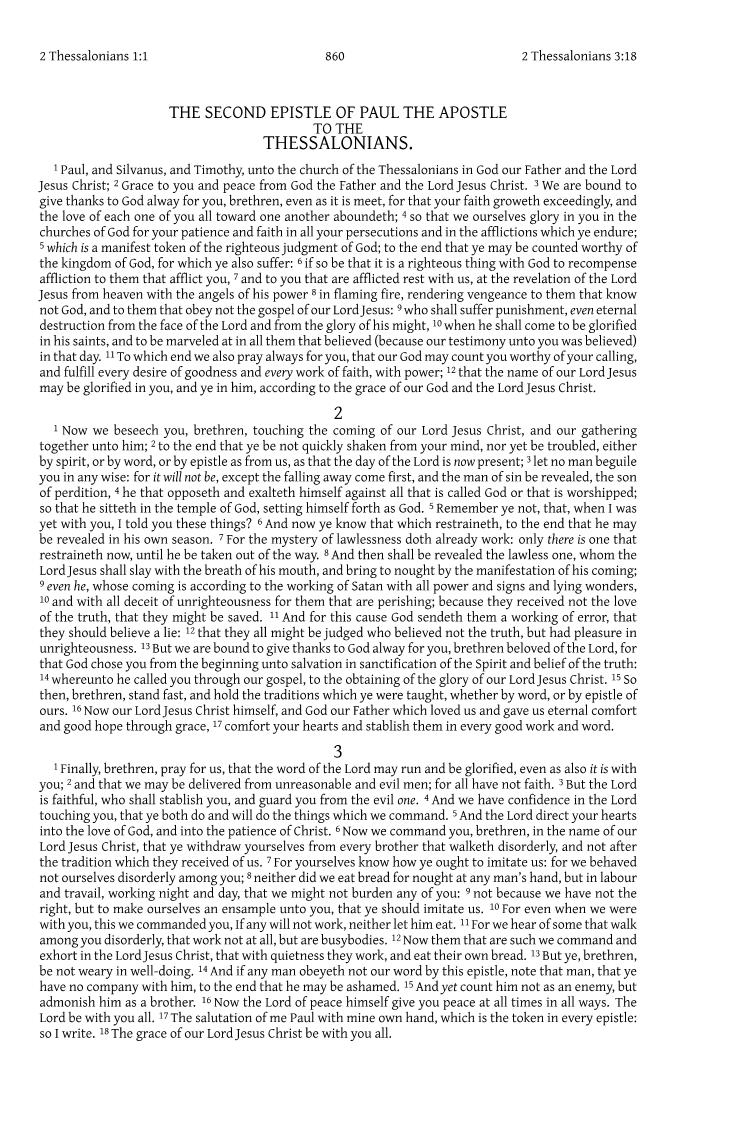 2 Thessalonians 1:1 860 2 Thessalonians 3:18
THE SECOND EPISTLE OF PAUL THE APOSTLE
TO THE
THESSALONIANS.
1 Paul, and Silvanus, and Timothy, unto the church of the Thessalonians in God our Father and the Lord
Jesus Christ; 2 Grace to you and peace from God the Father and the Lord Jesus Christ. 3 We are bound to
give thanks to God alway for you, brethren, even as it is meet, for that your faith groweth exceedingly, and
the love of each one of you all toward one another aboundeth; 4 so that we ourselves glory in you in the
churches of God for your patience and faith in all your persecutions and in the afflictions which ye endure;
5 which is a manifest token of the righteous judgment of God; to the end that ye may be counted worthy of
the kingdom of God, for which ye also suffer: 6 if so be that it is a righteous thing with God to recompense
affliction to them that afflict you, 7 and to you that are afflicted rest with us, at the revelation of the Lord
Jesus from heaven with the angels of his power 8 in flaming fire, rendering vengeance to them that know
not God, and to them that obey not the gospel of our Lord Jesus: 9 who shall suffer punishment, even eternal
destruction from the face of the Lord and from the glory of his might, 10 when he shall come to be glorified
in his saints, and to be marveled at in all them that believed (because our testimony unto you was believed)
in that day. 11 To which end we also pray always for you, that our God may count you worthy of your calling,
and fulfill every desire of goodness and every work of faith, with power; 12 that the name of our Lord Jesus
may be glorified in you, and ye in him, according to the grace of our God and the Lord Jesus Christ.
2
1 Now we beseech you, brethren, touching the coming of our Lord Jesus Christ, and our gathering
together unto him; 2 to the end that ye be not quickly shaken from your mind, nor yet be troubled, either
by spirit, or by word, or by epistle as from us, as that the day of the Lord is now present; 3 let no man beguile
you in any wise: for it will not be, except the falling away come first, and the man of sin be revealed, the son
of perdition, 4 he that opposeth and exalteth himself against all that is called God or that is worshipped;
so that he sitteth in the temple of God, setting himself forth as God. 5 Remember ye not, that, when I was
yet with you, I told you these things? 6 And now ye know that which restraineth, to the end that he may
be revealed in his own season. 7 For the mystery of lawlessness doth already work: only there is one that
restraineth now, until he be taken out of the way. 8 And then shall be revealed the lawless one, whom the
Lord Jesus shall slay with the breath of his mouth, and bring to nought by the manifestation of his coming;
9 even he, whose coming is according to the working of Satan with all power and signs and lying wonders,
10 and with all deceit of unrighteousness for them that are perishing; because they received not the love
of the truth, that they might be saved. 11 And for this cause God sendeth them a working of error, that
they should believe a lie: 12 that they all might be judged who believed not the truth, but had pleasure in
unrighteousness. 13 But we are bound to give thanks to God alway for you, brethren beloved of the Lord, for
that God chose you from the beginning unto salvation in sanctification of the Spirit and belief of the truth:
14 whereunto he called you through our gospel, to the obtaining of the glory of our Lord Jesus Christ. 15 So
then, brethren, stand fast, and hold the traditions which ye were taught, whether by word, or by epistle of
ours. 16 Now our Lord Jesus Christ himself, and God our Father which loved us and gave us eternal comfort
and good hope through grace, 17 comfort your hearts and stablish them in every good work and word.
3
1 Finally, brethren, pray for us, that the word of the Lord may run and be glorified, even as also it is with
you; 2 and that we may be delivered from unreasonable and evil men; for all have not faith. 3 But the Lord
is faithful, who shall stablish you, and guard you from the evil one. 4 And we have confidence in the Lord
touching you, that ye both do and will do the things which we command. 5 And the Lord direct your hearts
into the love of God, and into the patience of Christ. 6 Now we command you, brethren, in the name of our
Lord Jesus Christ, that ye withdraw yourselves from every brother that walketh disorderly, and not after
the tradition which they received of us. 7 For yourselves know how ye ought to imitate us: for we behaved
not ourselves disorderly among you; 8 neither did we eat bread for nought at any man's hand, but in labour
and travail, working night and day, that we might not burden any of you: 9 not because we have not the
right, but to make ourselves an ensample unto you, that ye should imitate us. 10 For even when we were
with you, this we commanded you, If any will not work, neither let him eat. 11 For we hear of some that walk
among you disorderly, that work not at all, but are busybodies. 12 Now them that are such we command and
exhort in the Lord Jesus Christ, that with quietness they work, and eat their own bread. 13 But ye, brethren,
be not weary in well-doing. 14 And if any man obeyeth not our word by this epistle, note that man, that ye
have no company with him, to the end that he may be ashamed. 15 And yet count him not as an enemy, but
admonish him as a brother. 16 Now the Lord of peace himself give you peace at all times in all ways. The
Lord be with you all. 17 The salutation of me Paul with mine own hand, which is the token in every epistle:
so I write. 18 The grace of our Lord Jesus Christ be with you all.